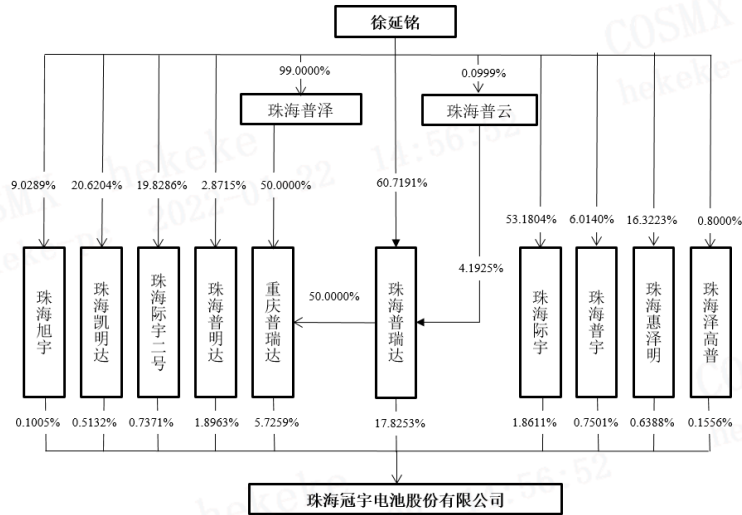 徐延铭
99.0000%
0.0999%
珠海普泽
珠海普云
9.0289%
20.6204%
19.8286%
2.8715%
50.0000%
60.7191%
53.1804%
6.0140%
16.3223%
0.8000%
4.1925%
50.0000%
珠海旭宇
珠海凯明达
珠海际宇二号
珠海普明达
重庆普瑞达
珠海普瑞达
珠海际宇
珠海普宇
珠海惠泽明
珠海泽高普
0.1005%
0.5132%
0.7371%
1.8963%
5.7259%
17.8253%
1.8611%
0.7501%
0.6388%
0.1556%
珠海冠宇电池股份有限公司
COSMX
hekeke